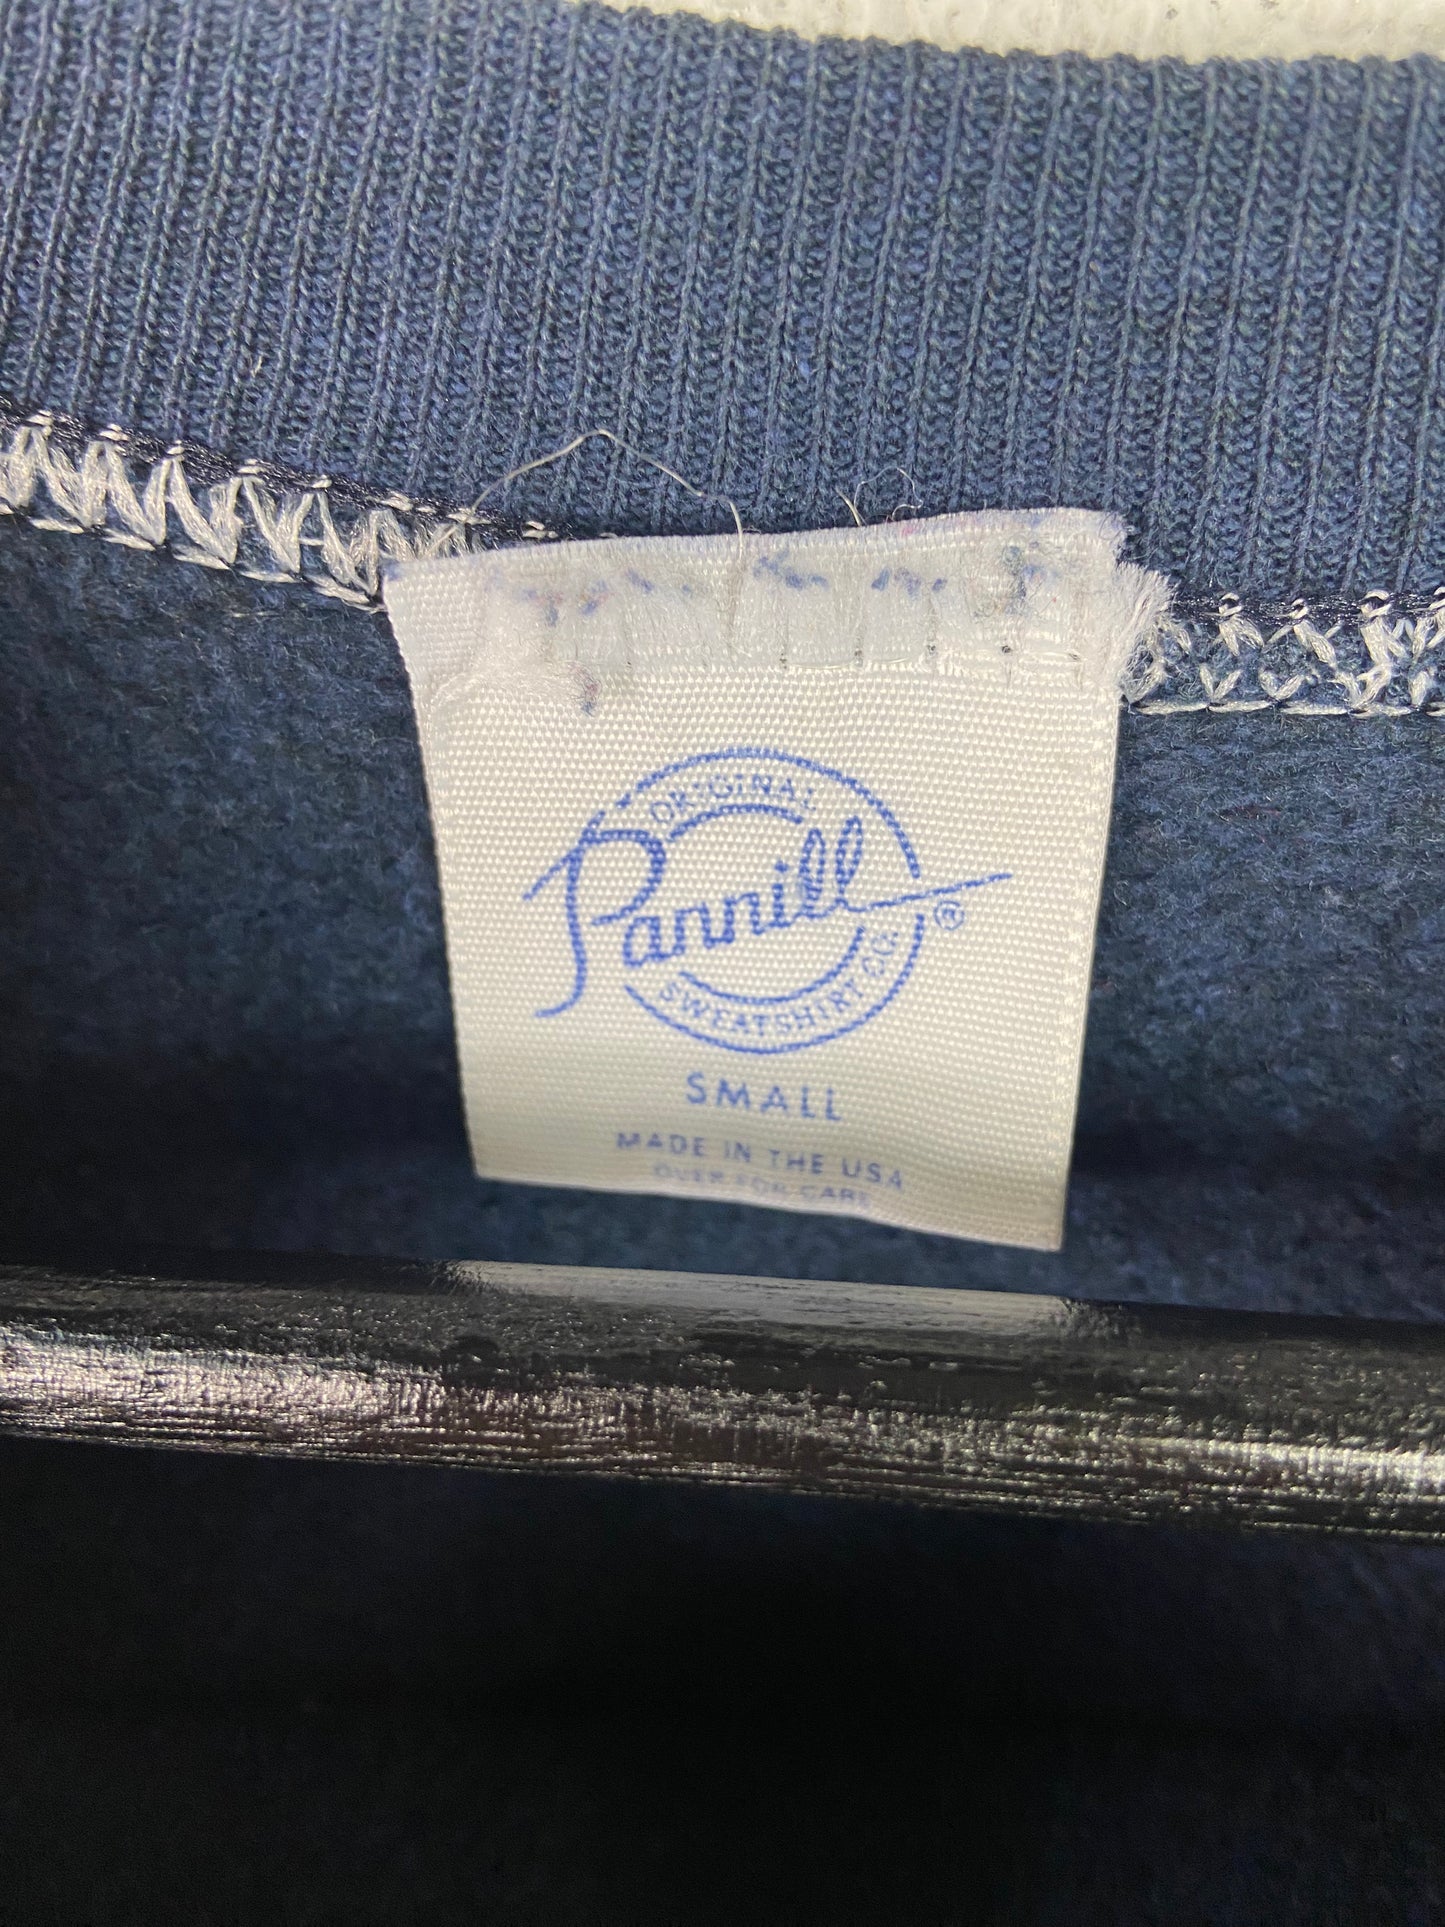 ORIGINAL
Pannill ®
SWEATSHIRT CO.
SMALL
MADE IN THE USA
OVER FOR CARE